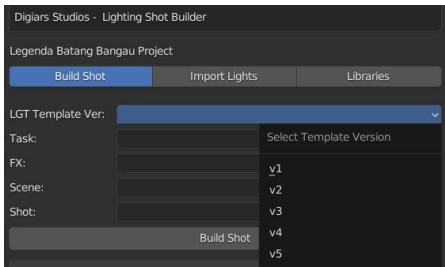 Digiars Studios - Lighting Shot Builder
Legenda Batang Bangau Project
Build Shot Import Lights Libraries
LGT Template Ver:
Task:
Select Template Version
FX:
v1
Scene:
v2
Shot:
v3
Build Shot
v4
v5